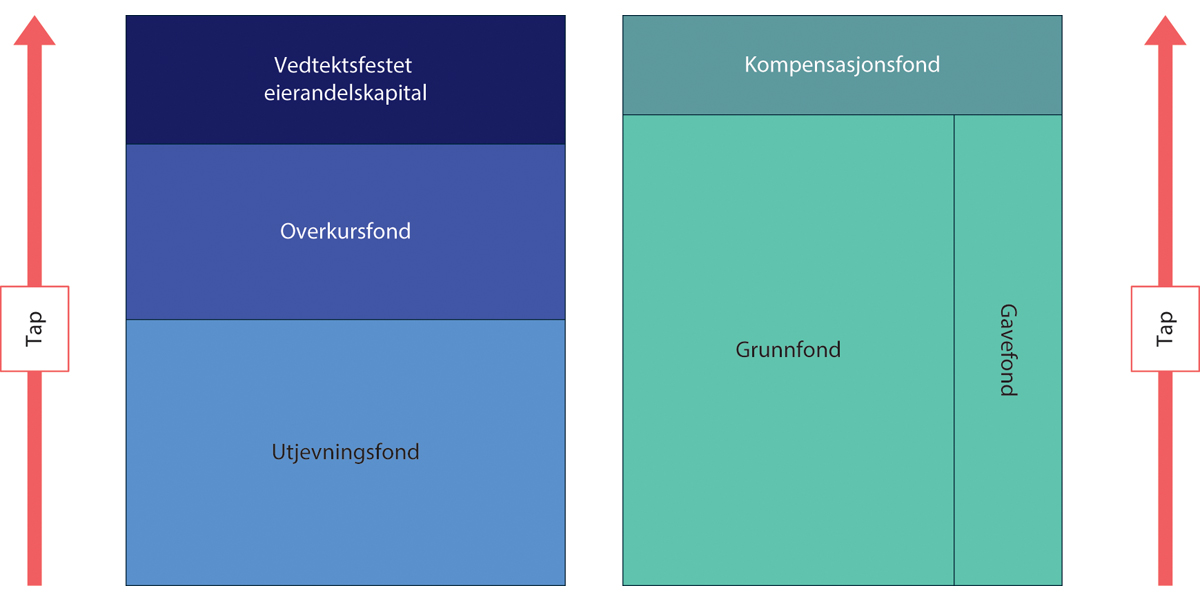 Vedtektsfestet
eierandelskapital
Overkursfond
Utjevningsfond
Kompensasjonsfond
Grunnfond
Gavefond
Tap
Tap